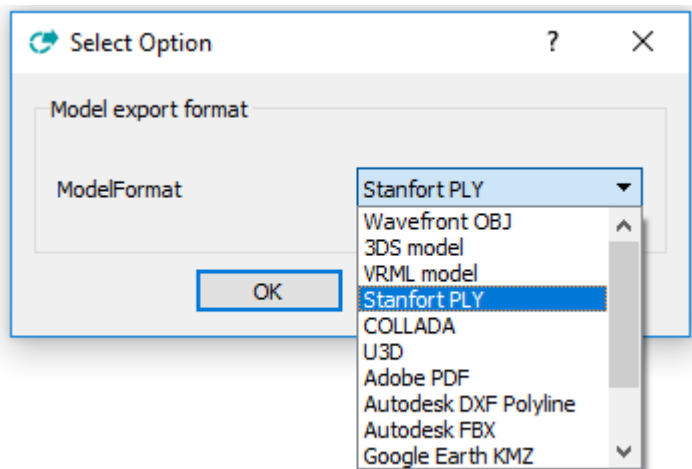 Select Option
?
Model export format
ModelFormat
Stanfort PLY
Wavefront OBJ
3DS model
VRML model
Stanfort PLY
COLLADA
U3D
Adobe PDF
Autodesk DXF Polyline
Autodesk FBX
Google Earth KMZ
OK